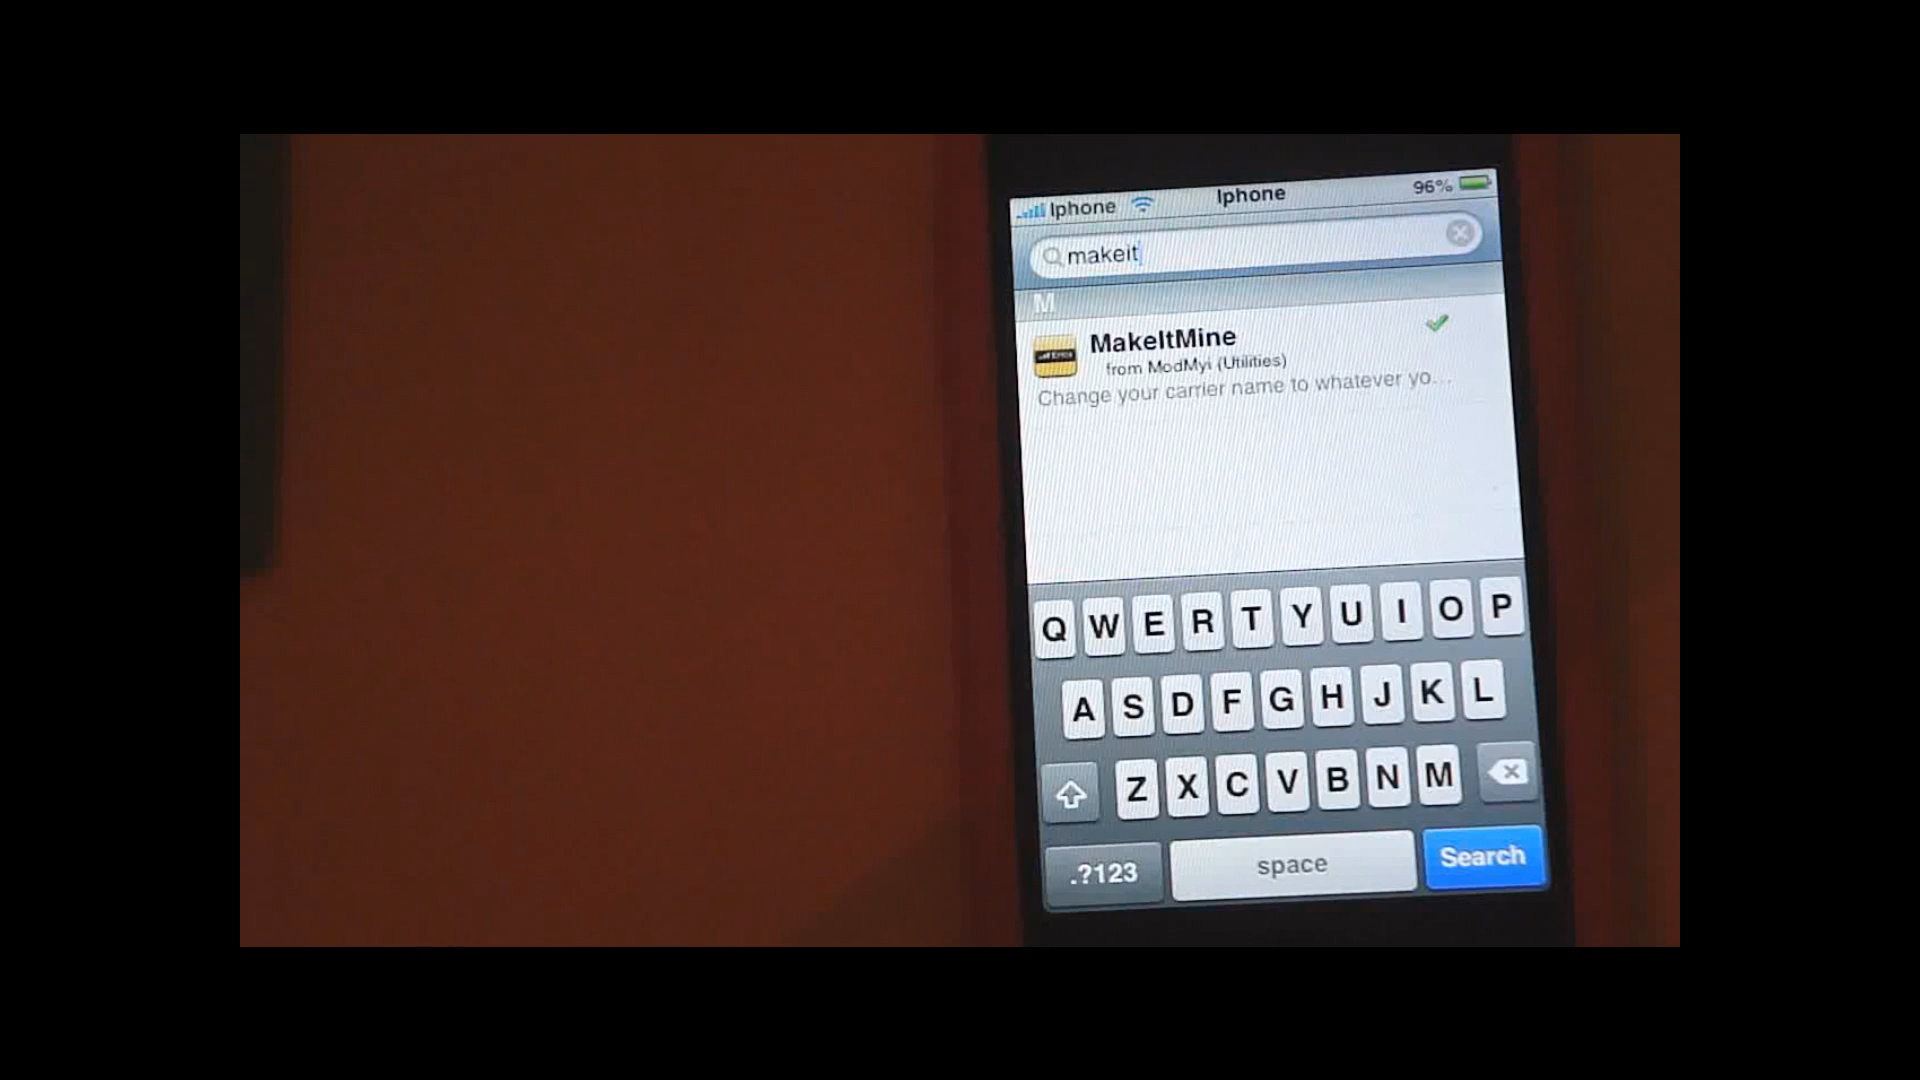 Iphone Iphone 96%
makeit
M
MakeItMine
from ModMyi (Utilities)
Change your carrier name to whatever yo...
Q W E R T Y U I O P
A S D F G H J K L
Z X C V B N M
.?123 space Search